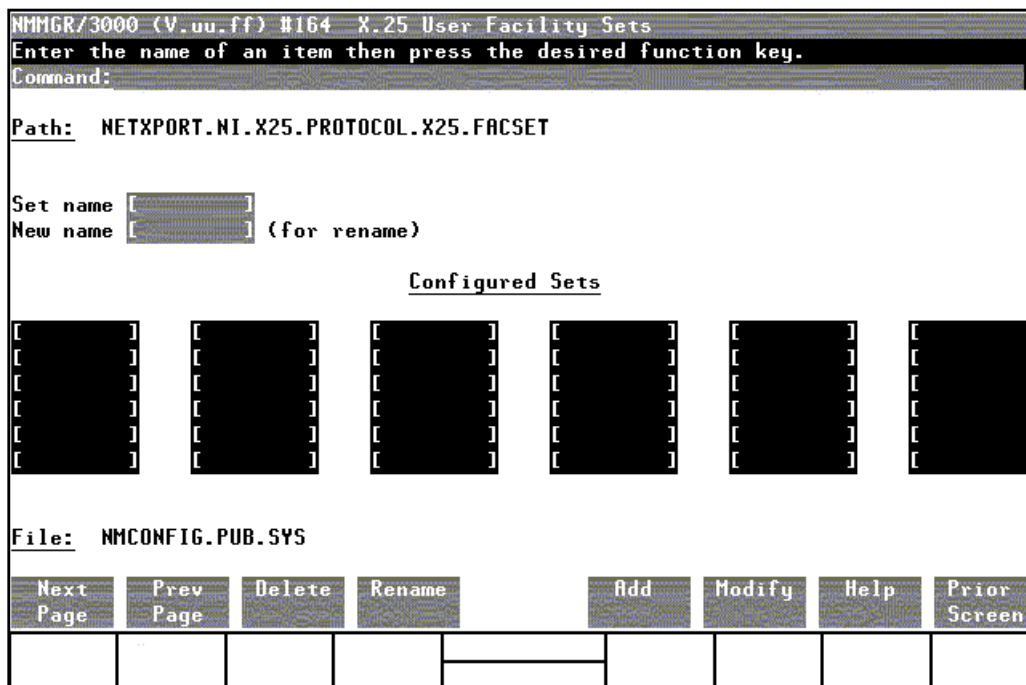 NMMGR/3000 (V.uu.ff) #164  X.25 User Facility Sets
Enter the name of an item then press the desired function key.
Command:
Path:  NETXPORT.NI.X25.PROTOCOL.X25.FACSET
Set name [        ]
New name [        ] (for rename)
Configured Sets
[        ]    [        ]    [        ]    [        ]    [        ]    [
[        ]    [        ]    [        ]    [        ]    [        ]    [
[        ]    [        ]    [        ]    [        ]    [        ]    [
[        ]    [        ]    [        ]    [        ]    [        ]    [
[        ]    [        ]    [        ]    [        ]    [        ]    [
[        ]    [        ]    [        ]    [        ]    [        ]    [
File:  NMCONFIG.PUB.SYS
Next Prev Delete Rename Add Modify Help Prior
Page Page Screen